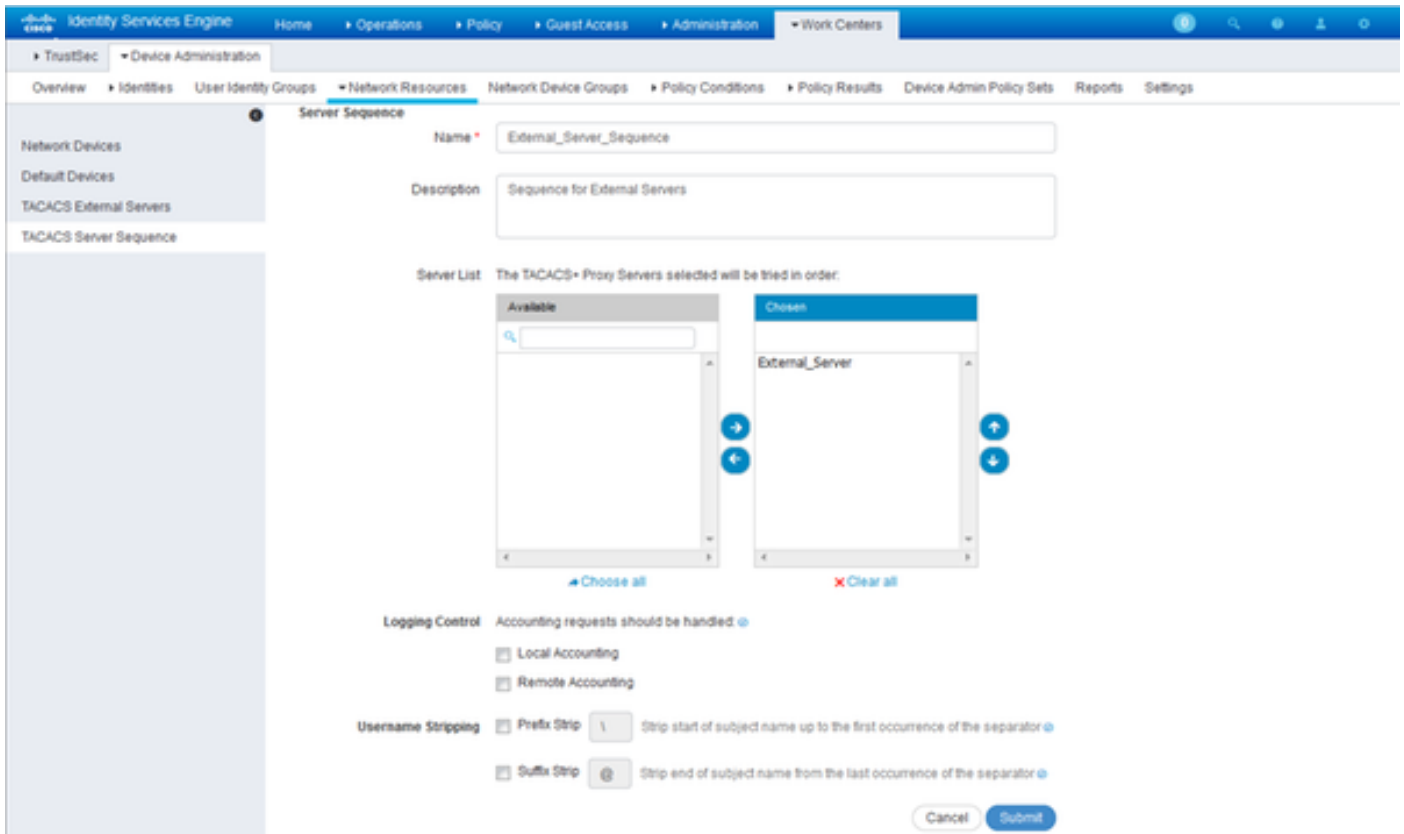 CISCO Identity Services Engine Home Operations Policy Guest Access Administration Work Centers 0
TrustSec Device Administration
Overview Identities User Identity Groups Network Resources Network Device Groups Policy Conditions Policy Results Device Admin Policy Sets Reports Settings
Network Devices
Default Devices
TACACS External Servers
TACACS Server Sequence
Server Sequence
Name * External_Server_Sequence
Description Sequence for External Servers
Server List The TACACS+ Proxy Servers selected will be tried in order:
Available Chosen
External_Server
Choose all Clear all
Logging Control Accounting requests should be handled:
Local Accounting
Remote Accounting
Username Stripping Prefix Strip \ Strip start of subject name up to the first occurrence of the separator
Suffix Strip @ Strip end of subject name from the last occurrence of the separator
Cancel Submit